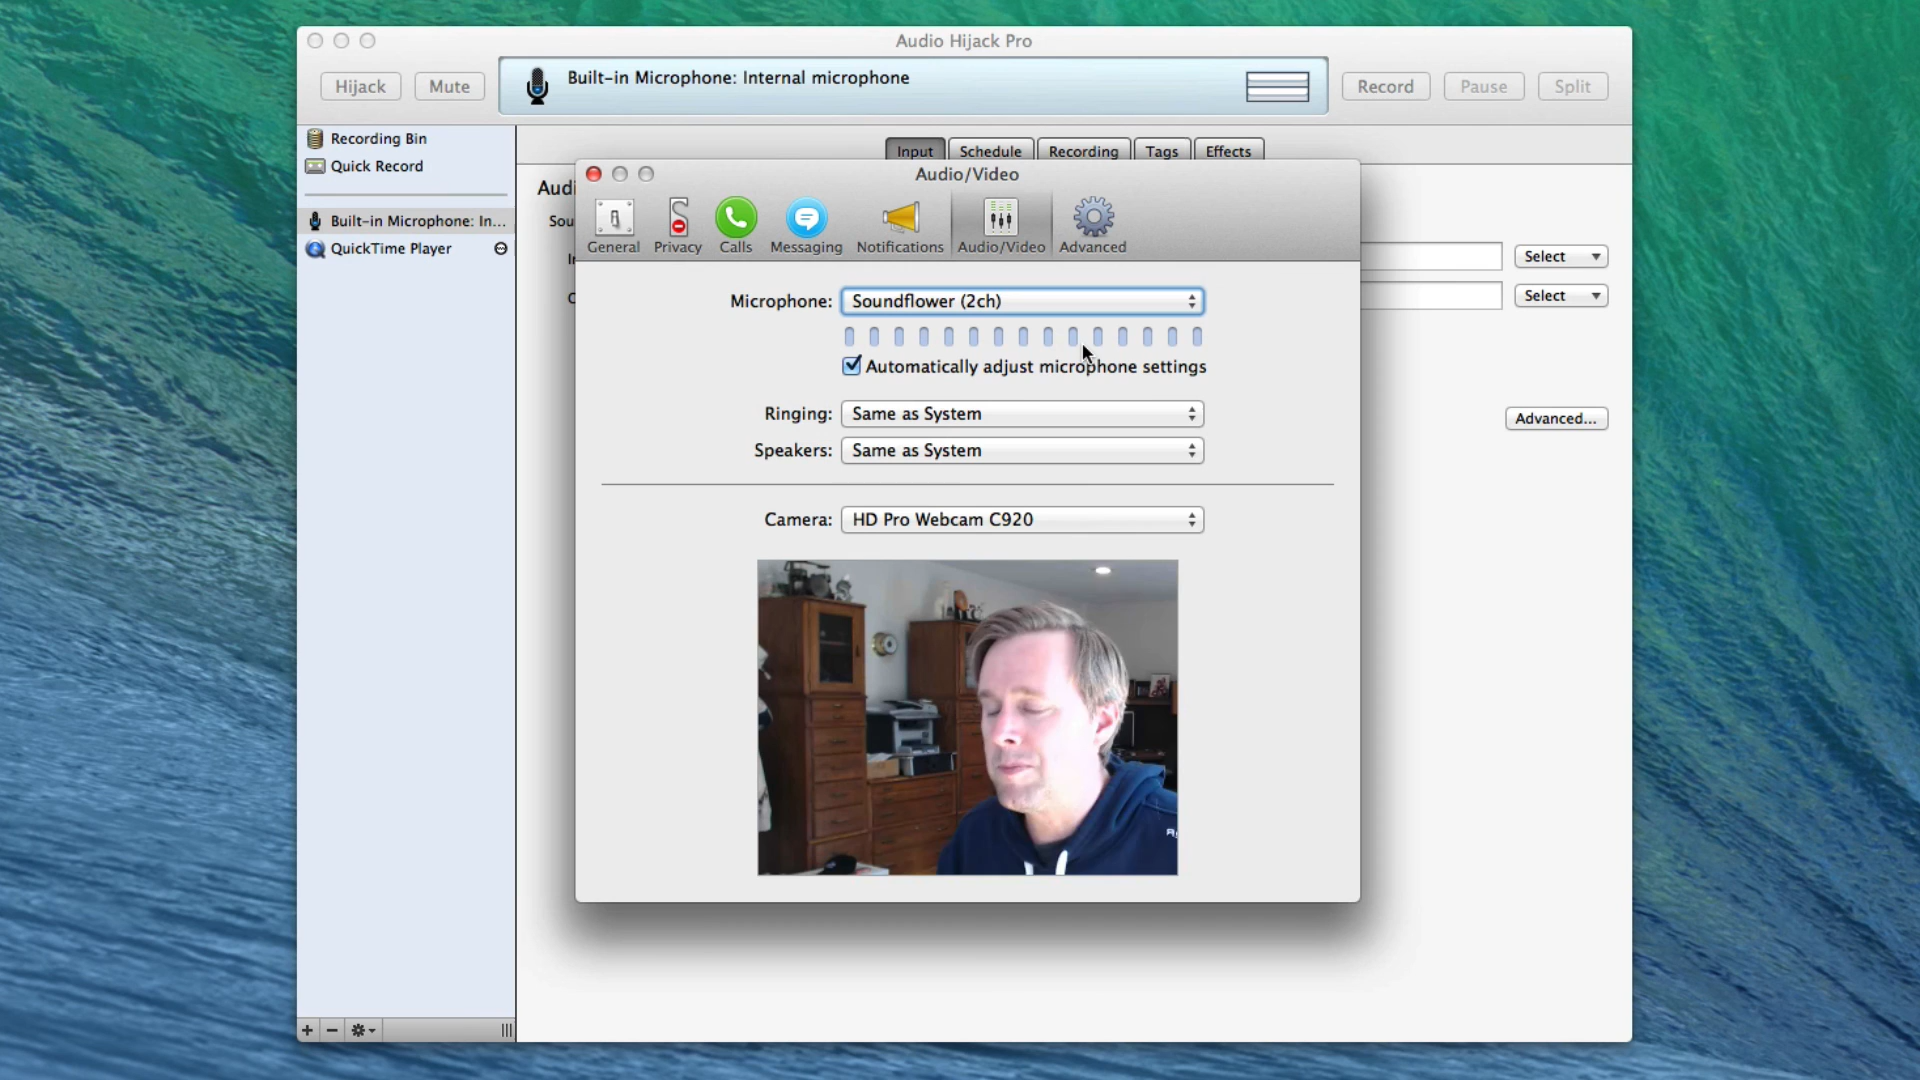 Audio Hijack Pro
Hijack
Mute
Built-in Microphone: Internal microphone
Record
Pause
Split
Recording Bin
Quick Record
Built-in Microphone: In...
QuickTime Player
Input
Schedule
Recording
Tags
Effects
Audi
Sou
Select
Select
Advanced...
Audio/Video
General
Privacy
Calls
Messaging
Notifications
Audio/Video
Advanced
Microphone: Soundflower (2ch)
Automatically adjust microphone settings
Ringing: Same as System
Speakers: Same as System
Camera: HD Pro Webcam C920